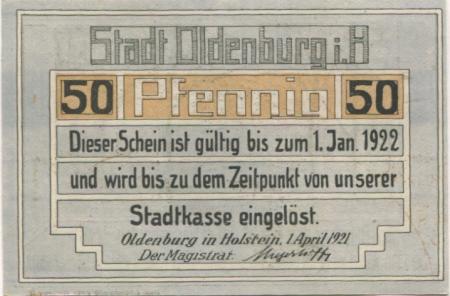 Stadt Oldenburg i. H
50 Pfennig 50
Dieser Schein ist gültig bis zum 1. Jan. 1922
und wird bis zu dem Zeitpunkt von unserer
Stadtkasse eingelöst.
Oldenburg in Holstein, 1. April 1921
Der Magistrat.